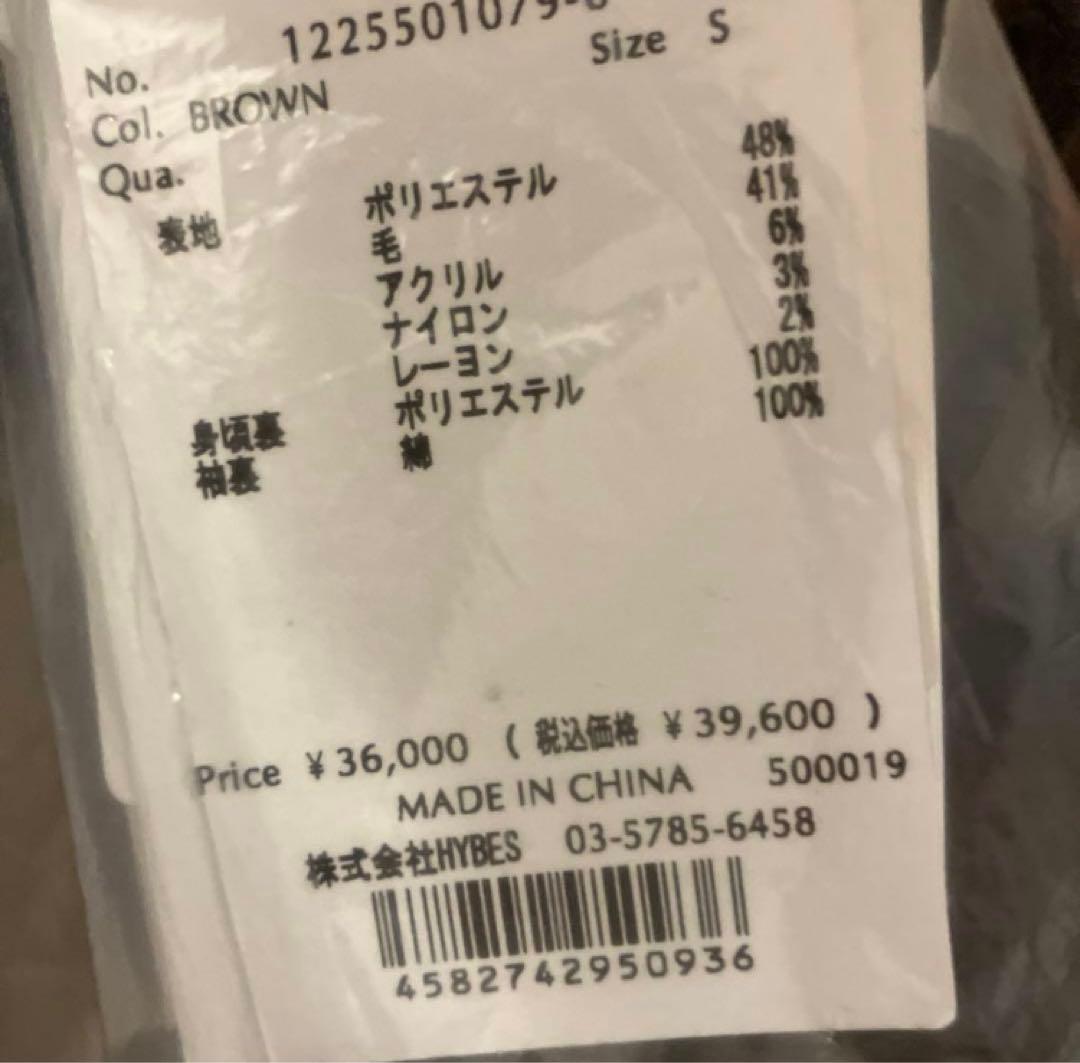 No. 1225501079-
Size S
Col. BROWN
Qua.
表地 ポリエステル 48%
毛 41%
アクリル 6%
ナイロン 3%
レーヨン 2%
身頃裏 ポリエステル 100%
袖裏 綿 100%
Price ¥36,000 ( 税込価格 ¥39,600 )
MADE IN CHINA 500019
株式会社HYBES 03-5785-6458
4582742950936